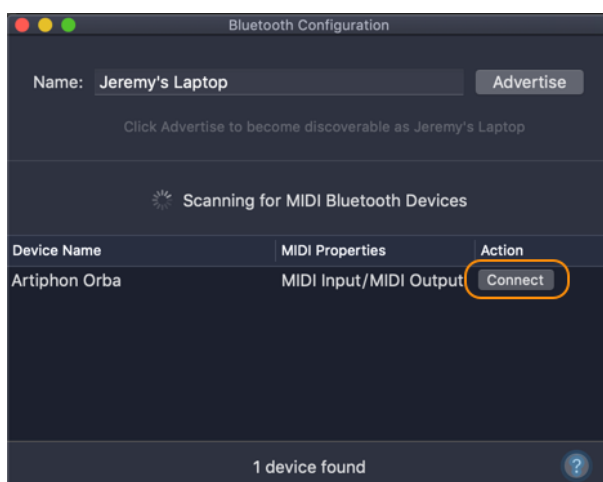 Bluetooth Configuration
Name: Jeremy's Laptop Advertise
Click Advertise to become discoverable as Jeremy's Laptop
Scanning for MIDI Bluetooth Devices
Device Name MIDI Properties Action
Artiphon Orba MIDI Input/MIDI Output Connect
1 device found ?